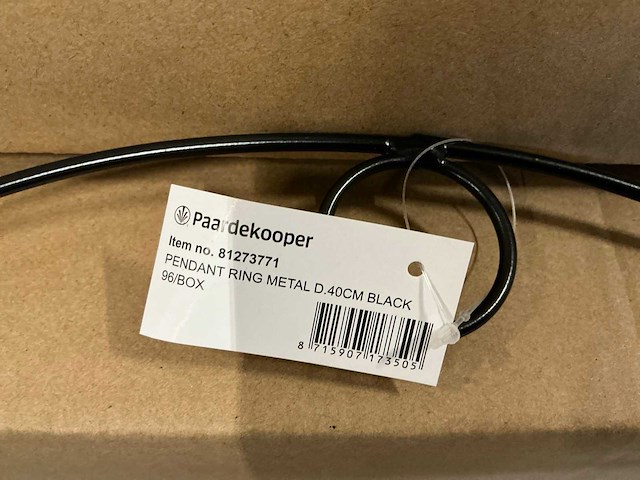 Paardekooper
Item no. 81273771
PENDANT RING METAL D.40CM BLACK
96/BOX
8 715907 173505